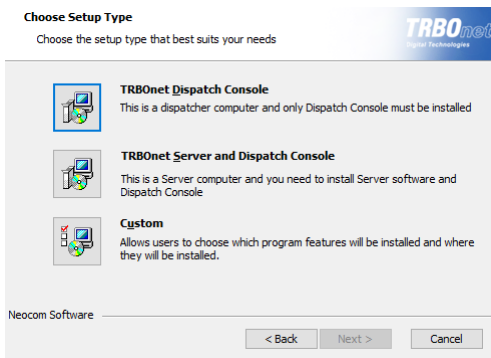 Choose Setup Type
Choose the setup type that best suits your needs
TRBOnet
Digital Technologies
TRBOnet Dispatch Console
This is a dispatcher computer and only Dispatch Console must be installed
TRBOnet Server and Dispatch Console
This is a Server computer and you need to install Server software and
Dispatch Console
Custom
Allows users to choose which program features will be installed and where
they will be installed.
Neocom Software
< Back
Next >
Cancel